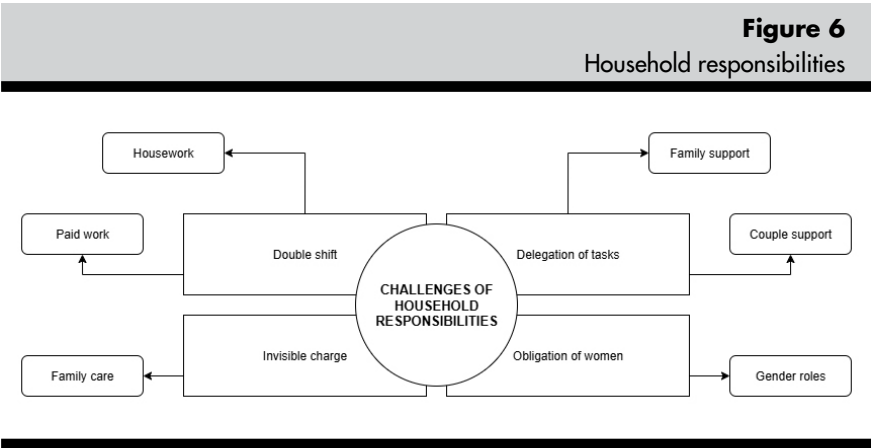 Figure 6
Household responsibilities
Housework
Family support
Paid work
Couple support
Double shift
Delegation of tasks
CHALLENGES OF
HOUSEHOLD
RESPONSIBILITIES
Invisible charge
Obligation of women
Family care
Gender roles